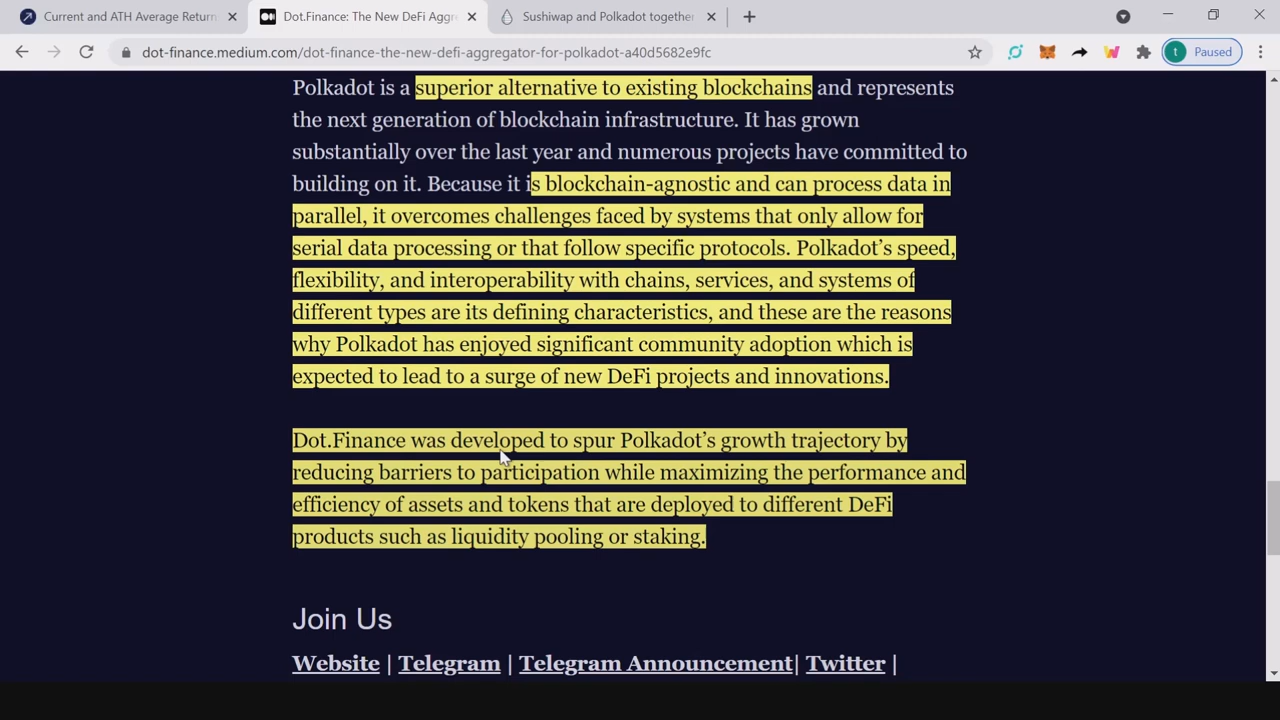 Current and ATH Average Return
Dot.Finance: The New DeFi Aggre
Sushiwap and Polkadot together
dot-finance.medium.com/dot-finance-the-new-defi-aggregator-for-polkadot-a40d5682e9fc
t Paused
Polkadot is a superior alternative to existing blockchains and represents
the next generation of blockchain infrastructure. It has grown
substantially over the last year and numerous projects have committed to
building on it. Because it is blockchain-agnostic and can process data in
parallel, it overcomes challenges faced by systems that only allow for
serial data processing or that follow specific protocols. Polkadot’s speed,
flexibility, and interoperability with chains, services, and systems of
different types are its defining characteristics, and these are the reasons
why Polkadot has enjoyed significant community adoption which is
expected to lead to a surge of new DeFi projects and innovations.
Dot.Finance was developed to spur Polkadot’s growth trajectory by
reducing barriers to participation while maximizing the performance and
efficiency of assets and tokens that are deployed to different DeFi
products such as liquidity pooling or staking.
Join Us
Website | Telegram | Telegram Announcement| Twitter |